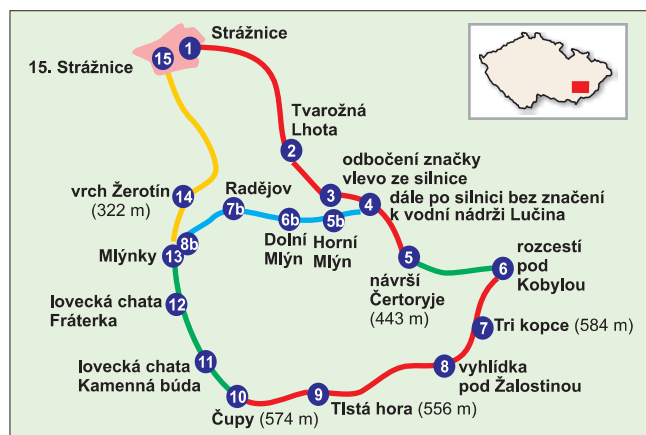 1
Strážnice
15
15. Strážnice
Tvarožná
Lhota
2
odbočení značky
vlevo ze silnice
3
4
dále po silnici bez značení
k vodní nádrži Lučina
vrch Žerotín
(322 m)
14
Radějov
7b
6b
Dolní
Mlýn
5b
Horní
Mlýn
8b
Mlýnky
13
5
návrší
Čertoryje
(443 m)
rozcestí
pod
Kobylou
6
lovecká chata
Fráterka
12
7
Tri kopce (584 m)
lovecká chata
Kamenná búda
11
8
vyhlídka
pod Žalostinou
10
Čupy (574 m)
9
Tlstá hora (556 m)